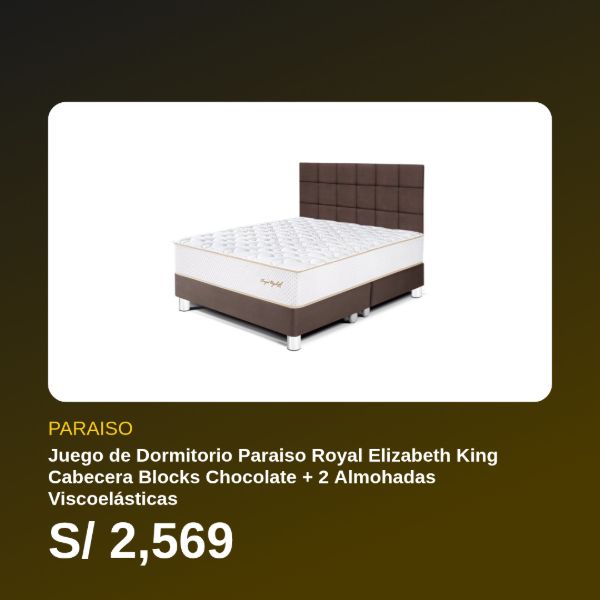 PARAISO
Juego de Dormitorio Paraiso Royal Elizabeth King
Cabecera Blocks Chocolate + 2 Almohadas
Viscoelásticas
S/ 2,569